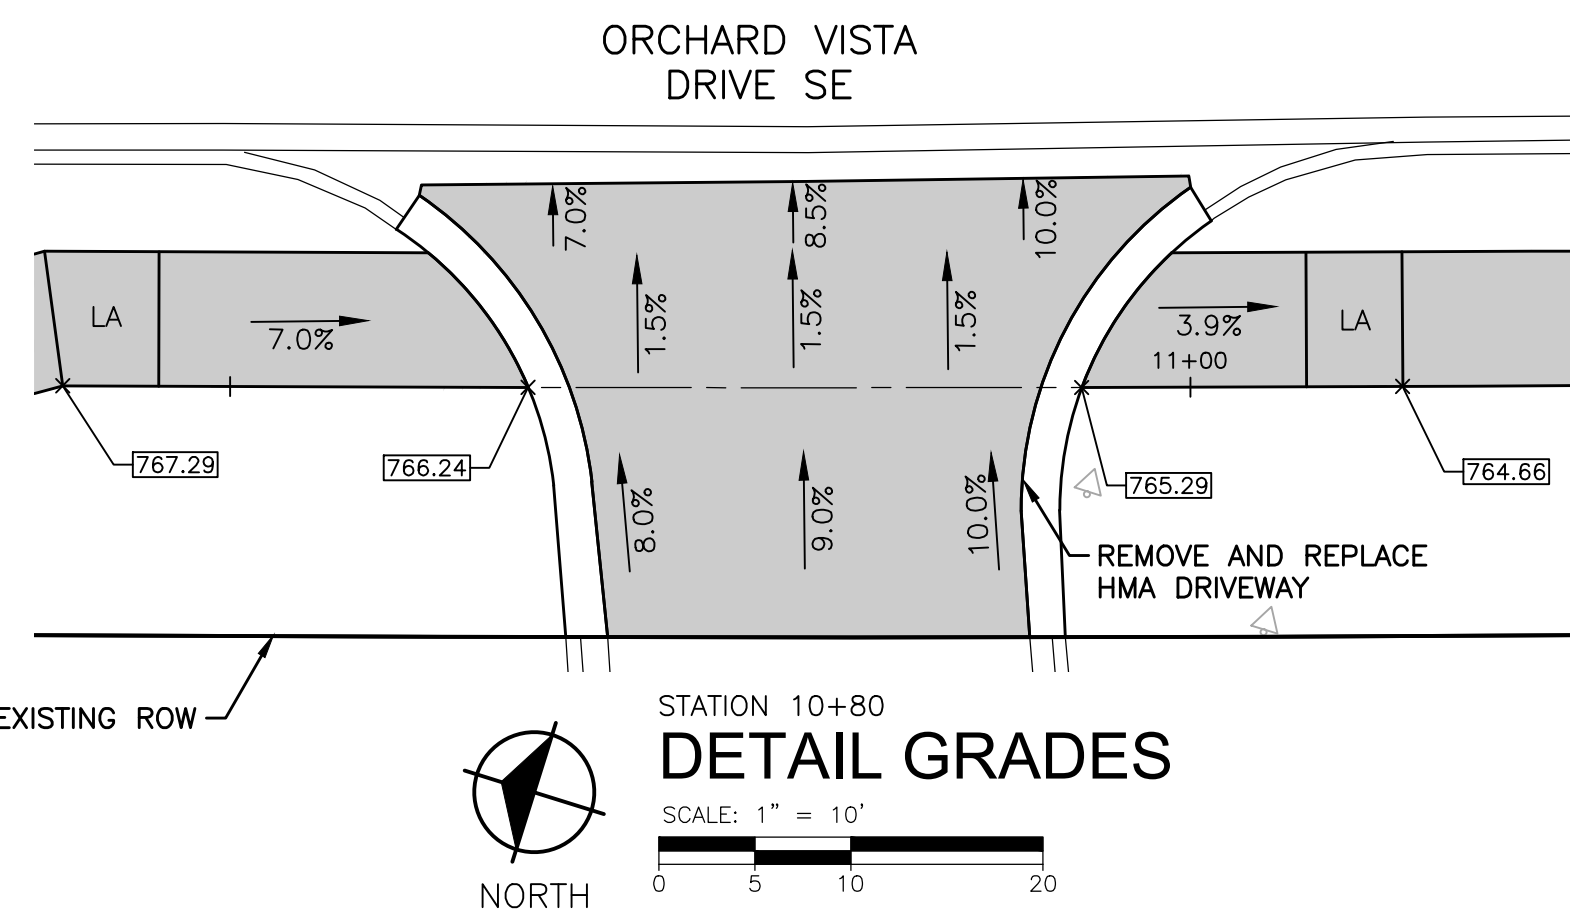 ORCHARD VISTA
DRIVE SE
7.0%
8.5%
10.0%
LA
7.0%
1.5%
1.5%
1.5%
3.9%
LA
11+00
767.29
766.24
765.29
764.66
8.0%
9.0%
10.0%
REMOVE AND REPLACE
HMA DRIVEWAY
EXISTING ROW
STATION 10+80
DETAIL GRADES
SCALE: 1" = 10'
0 5 10 20
NORTH